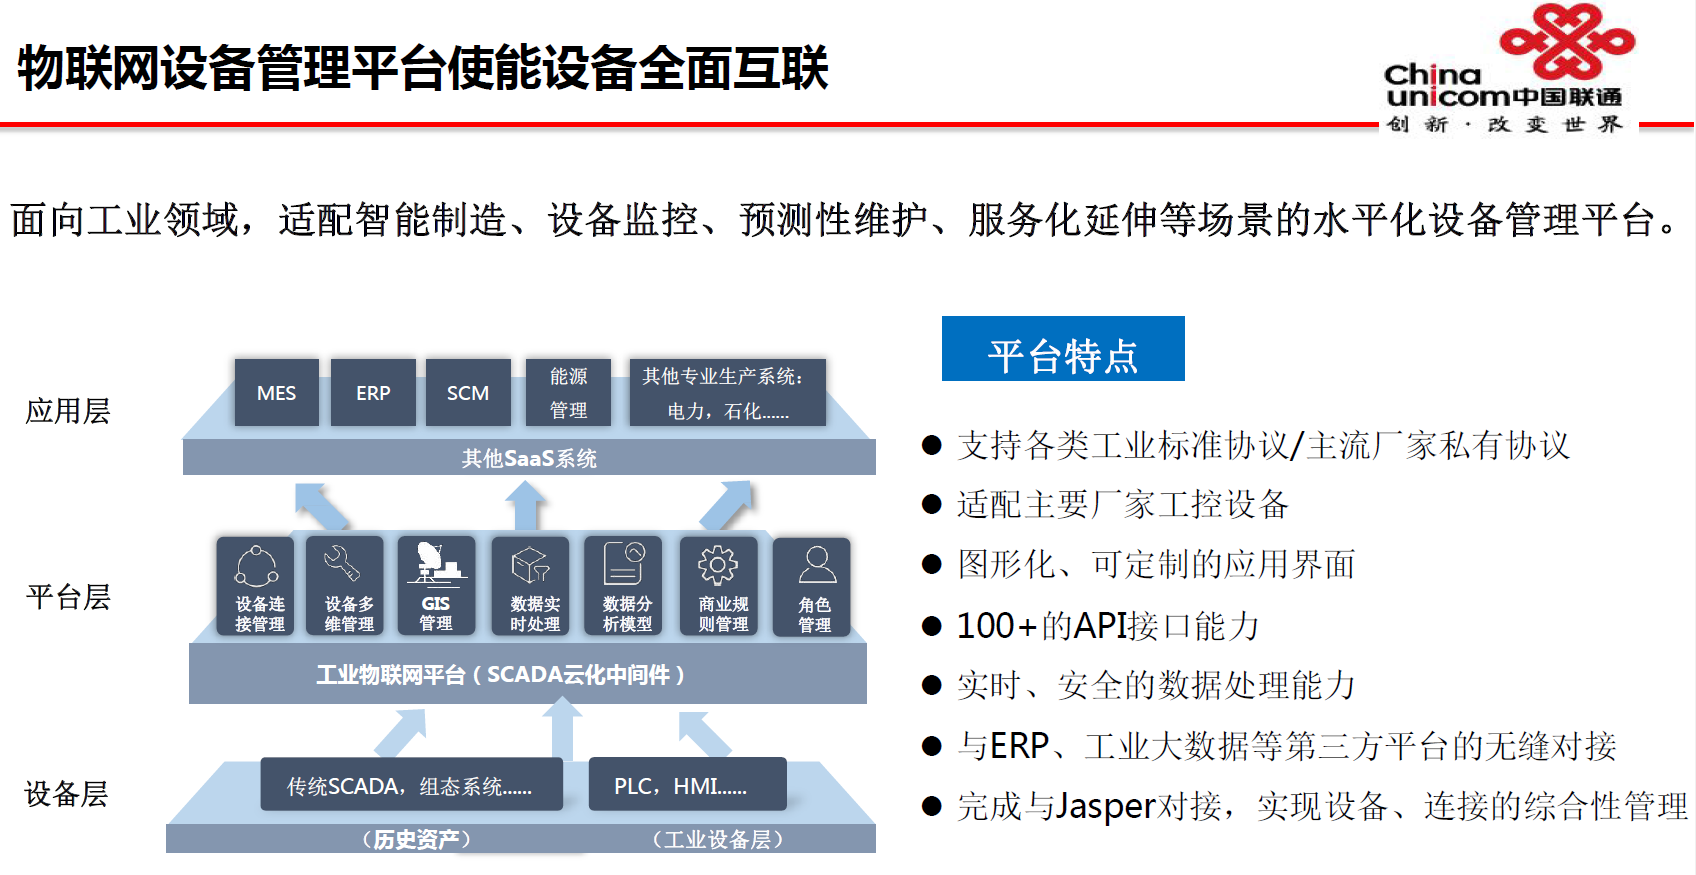 物联网设备管理平台使能设备全面互联
China
unicom中国联通
创新·改变世界
面向工业领域，适配智能制造、设备监控、预测性维护、服务化延伸等场景的水平化设备管理平台。
应用层
MES
ERP
SCM
能源
管理
其他专业生产系统：
电力，石化......
其他SaaS系统
平台层
设备连
接管理
设备多
维管理
GIS
管理
数据实
时处理
数据分
析模型
商业规
则管理
角色
管理
工业物联网平台（SCADA云化中间件）
设备层
传统SCADA，组态系统......
PLC，HMI......
（历史资产）
（工业设备层）
平台特点
● 支持各类工业标准协议/主流厂家私有协议
● 适配主要厂家工控设备
● 图形化、可定制的应用界面
● 100+的API接口能力
● 实时、安全的数据处理能力
● 与ERP、工业大数据等第三方平台的无缝对接
● 完成与Jasper对接，实现设备、连接的综合性管理